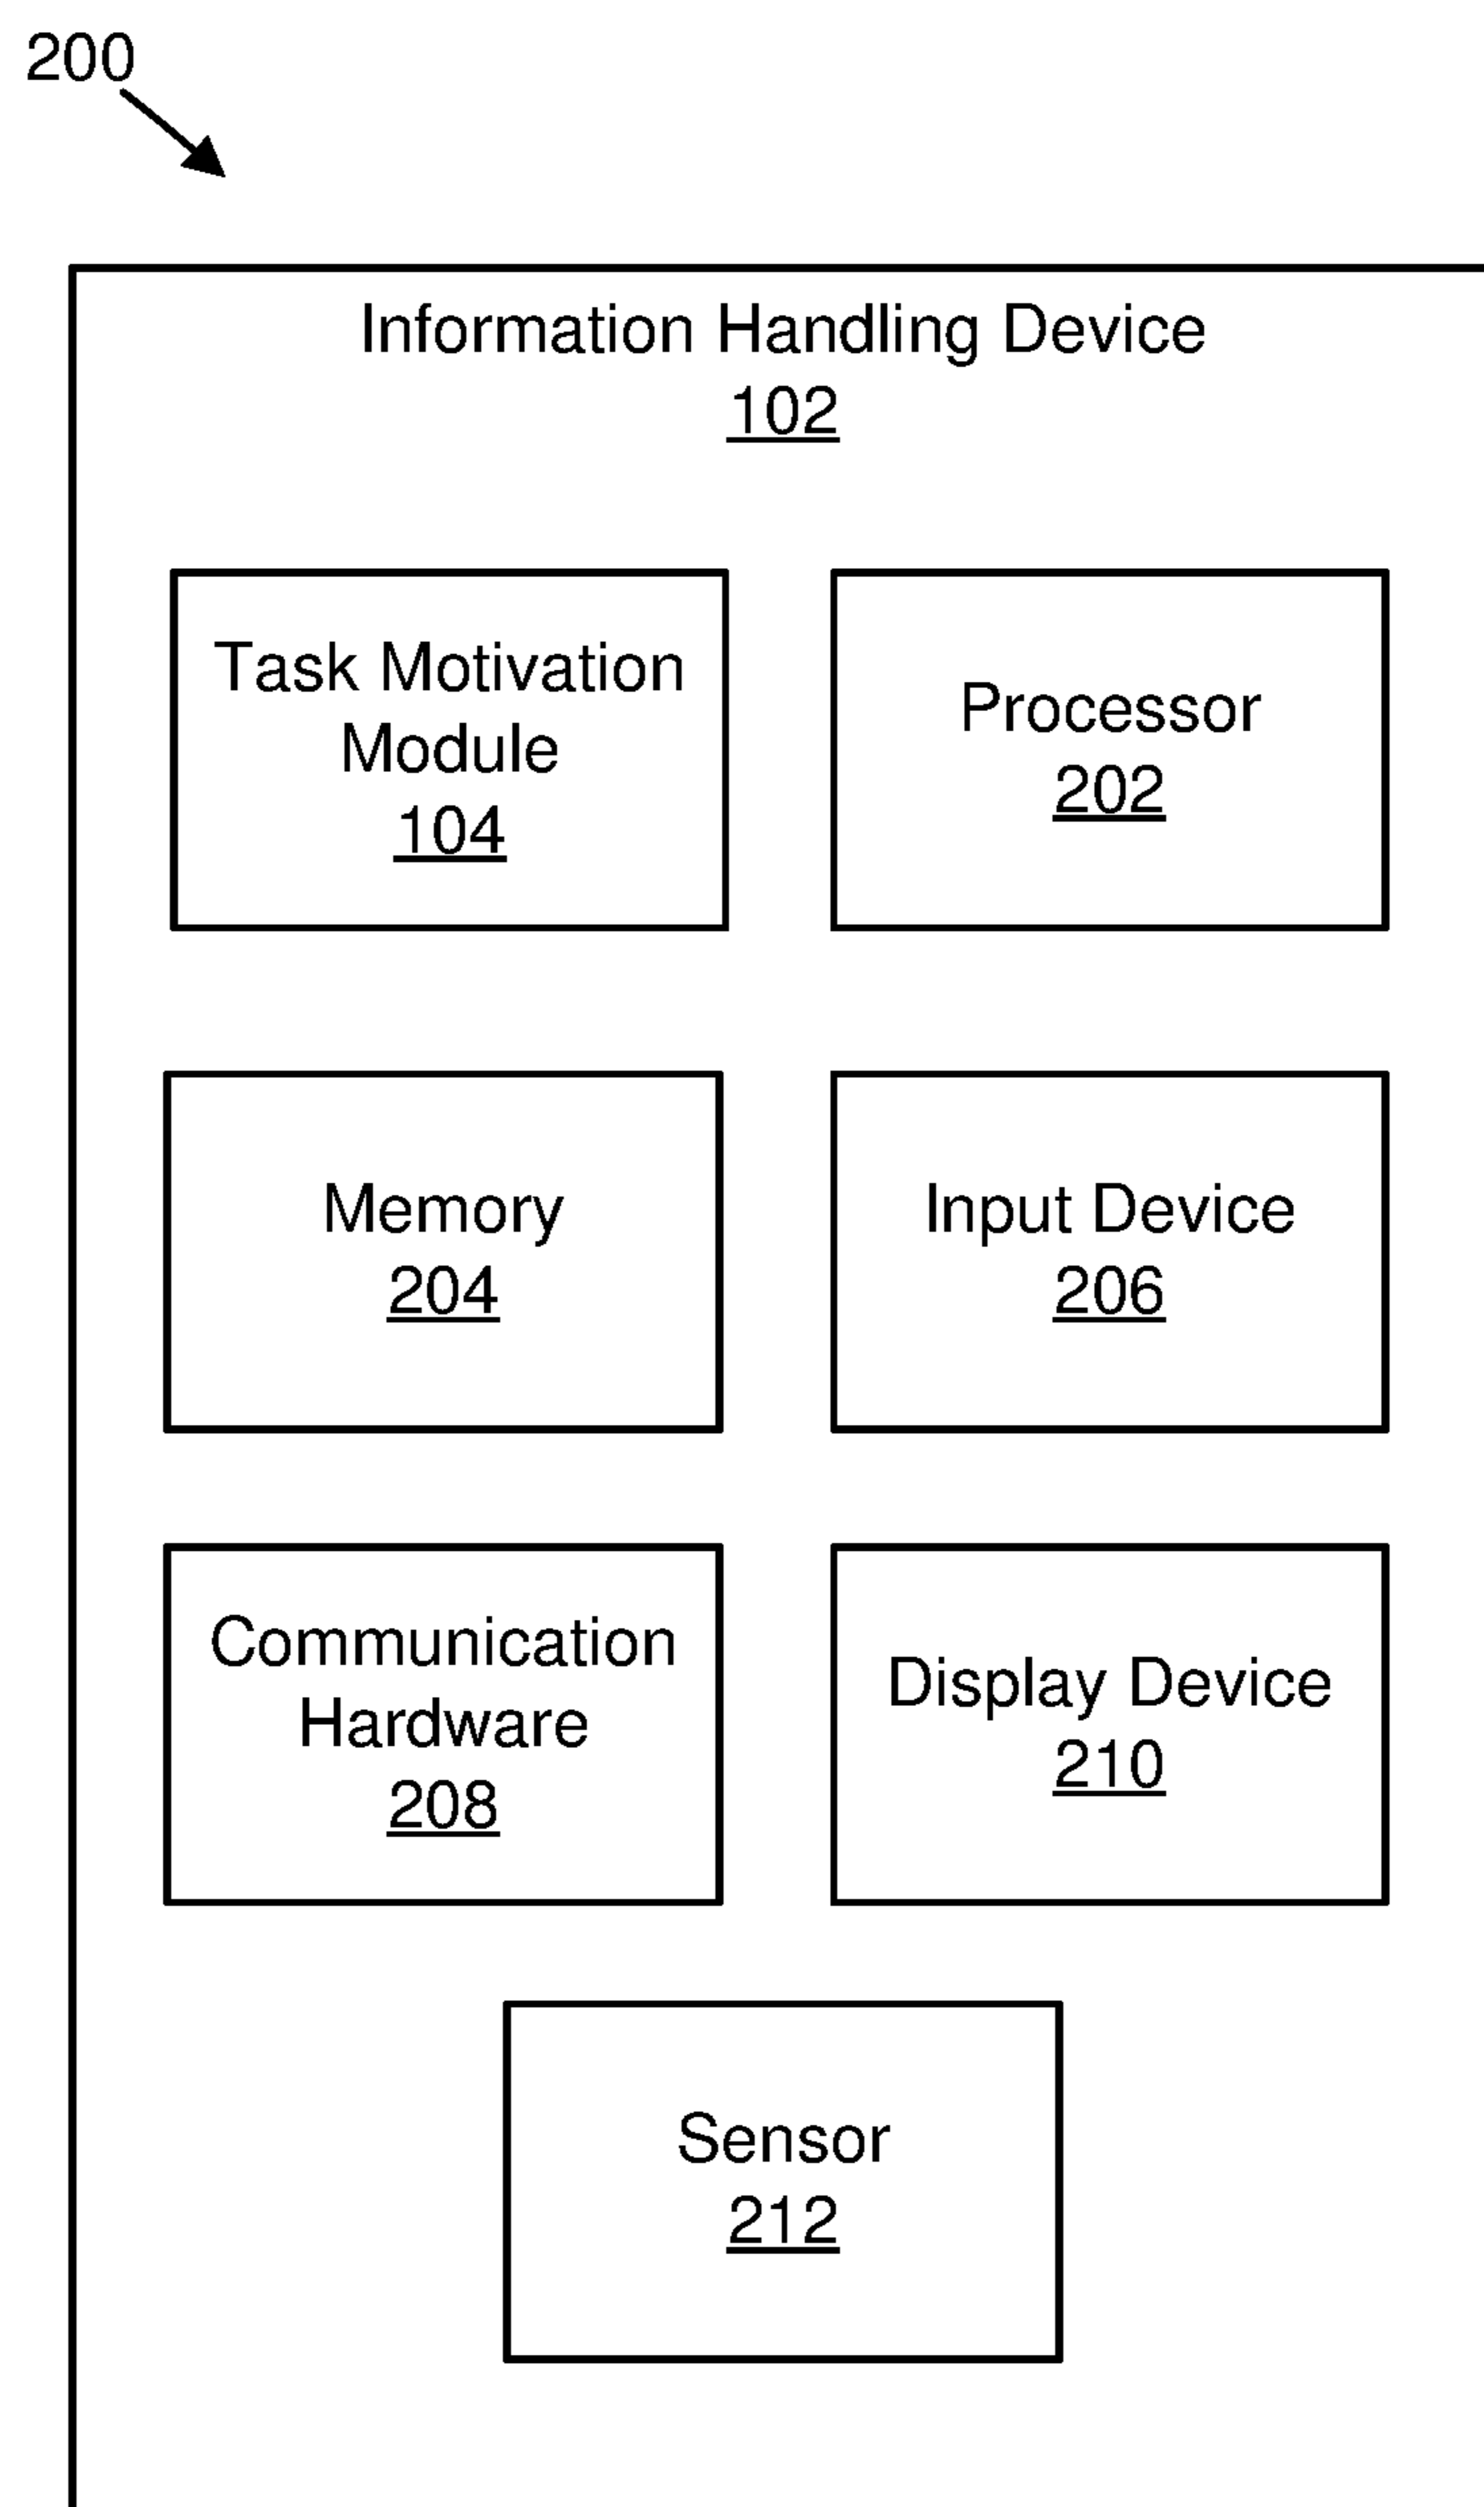 200
Information Handling Device
102
Task Motivation
Module
104
Processor
202
Memory
204
Input Device
206
Communication
Hardware
208
Display Device
210
Sensor
212